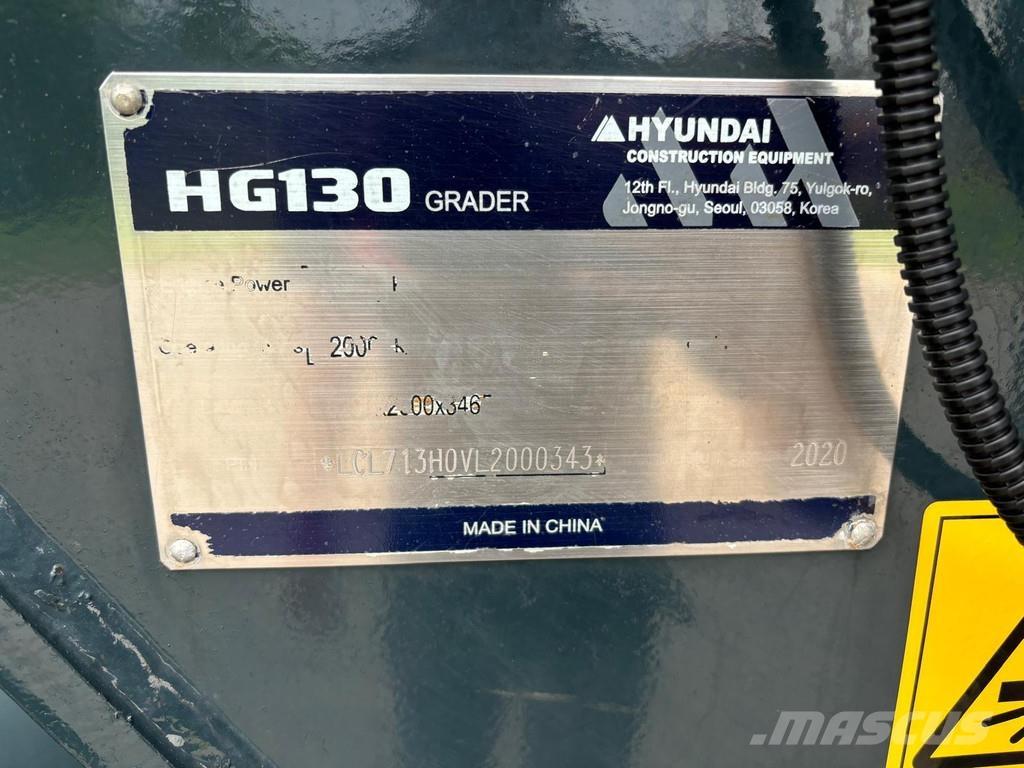 HYUNDAI
CONSTRUCTION EQUIPMENT
HG130 GRADER
12th Fl., Hyundai Bldg. 75, Yulgok-ro,
Jongno-gu, Seoul, 03058, Korea
Power
*LCL713H0VL2000343* 2020
MADE IN CHINA
MASCUS